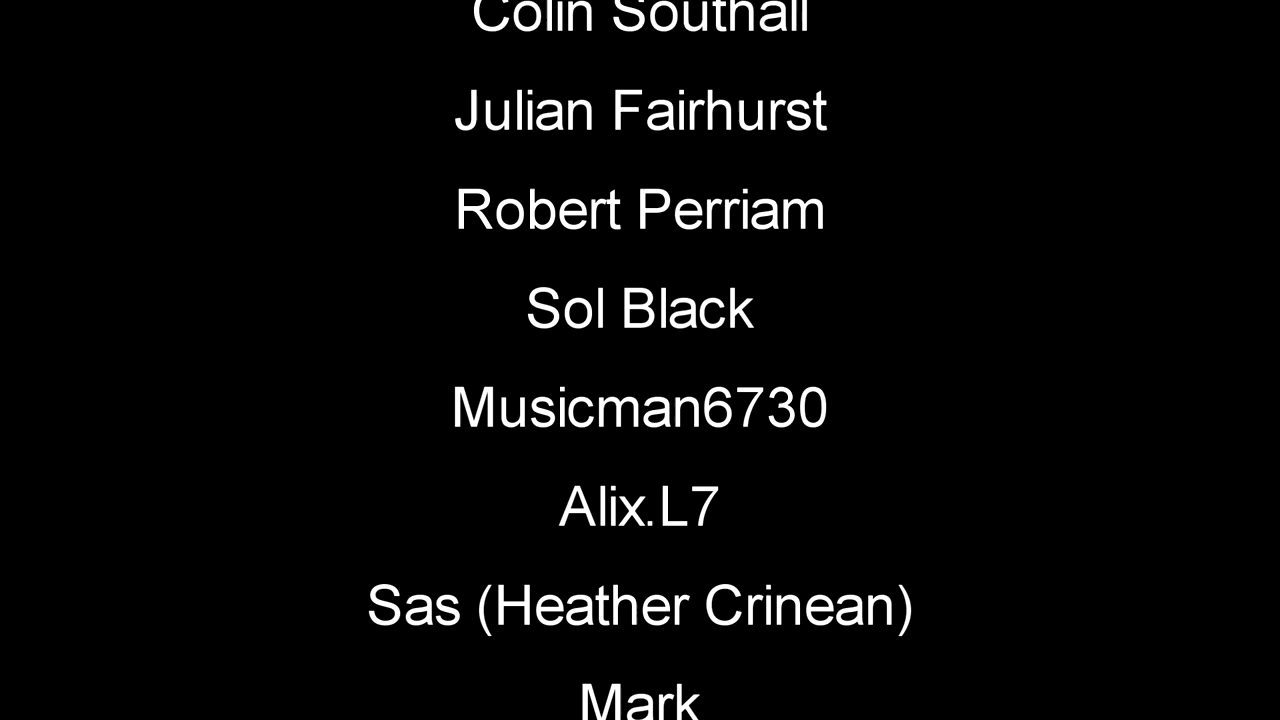 Colin Southall
Julian Fairhurst
Robert Perriam
Sol Black
Musicman6730
Alix.L7
Sas (Heather Crinean)
Mark